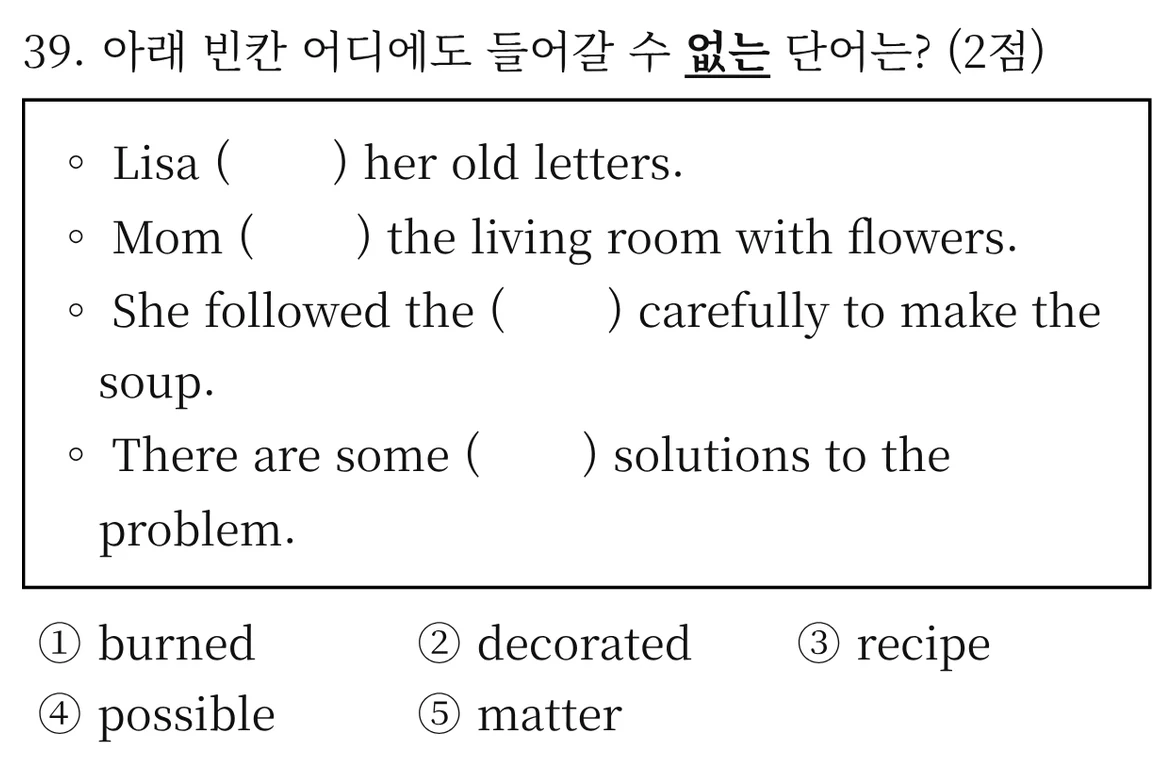 39. 아래 빈칸 어디에도 들어갈 수 없는 단어는? (2점)
◦ Lisa (        ) her old letters.
◦ Mom (        ) the living room with flowers.
◦ She followed the (        ) carefully to make the
soup.
◦ There are some (        ) solutions to the
problem.
① burned ② decorated ③ recipe
④ possible ⑤ matter